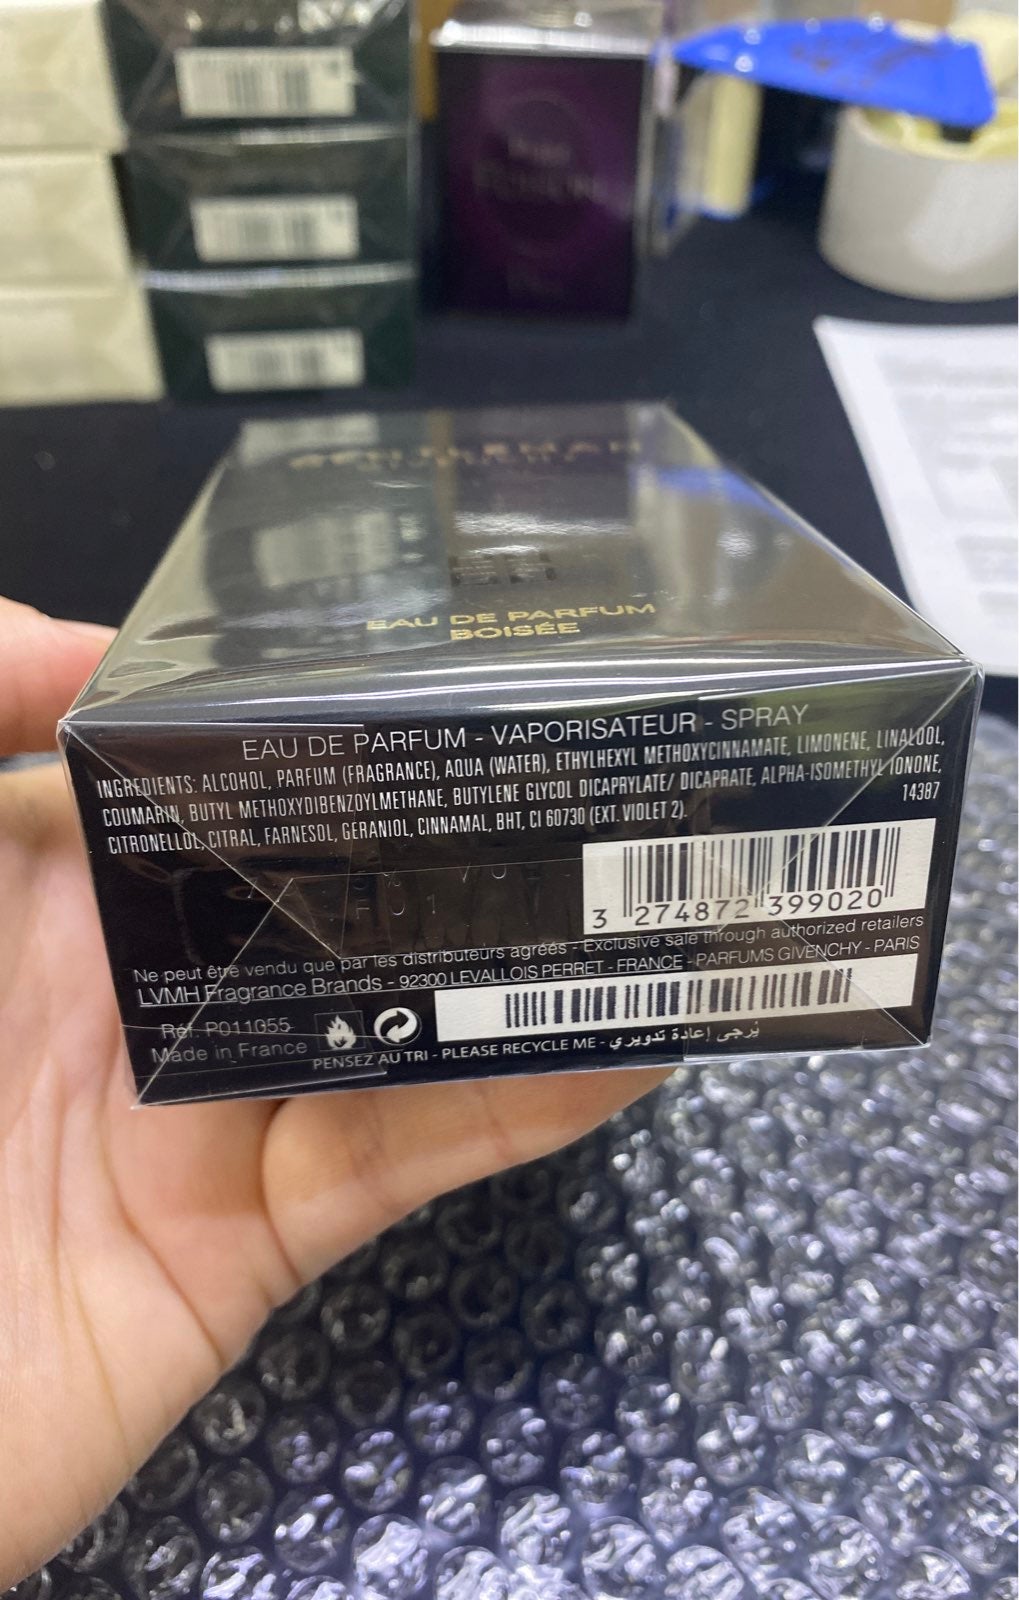 GENTLEMAN
EAU DE PARFUM
BOISÉE
EAU DE PARFUM - VAPORISATEUR - SPRAY
INGREDIENTS: ALCOHOL, PARFUM (FRAGRANCE), AQUA (WATER), ETHYLHEXYL METHOXYCINNAMATE, LIMONENE, LINALOOL,
COUMARIN, BUTYL METHOXYDIBENZOYLMETHANE, BUTYLENE GLYCOL DICAPRYLATE/ DICAPRATE, ALPHA-ISOMETHYL IONONE,
CITRONELLOL, CITRAL, FARNESOL, GERANIOL, CINNAMAL, BHT, CI 60730 (EXT. VIOLET 2).
14387
3 274872 399020
Ne peut être vendu que par les distributeurs agréés - Exclusive sale through authorized retailers
LVMH Fragrance Brands - 92300 LEVALLOIS PERRET - FRANCE - PARFUMS GIVENCHY - PARIS
Réf. P011055
Made in France
PENSEZ AU TRI - PLEASE RECYCLE ME - يُرجى إعادة تدويري